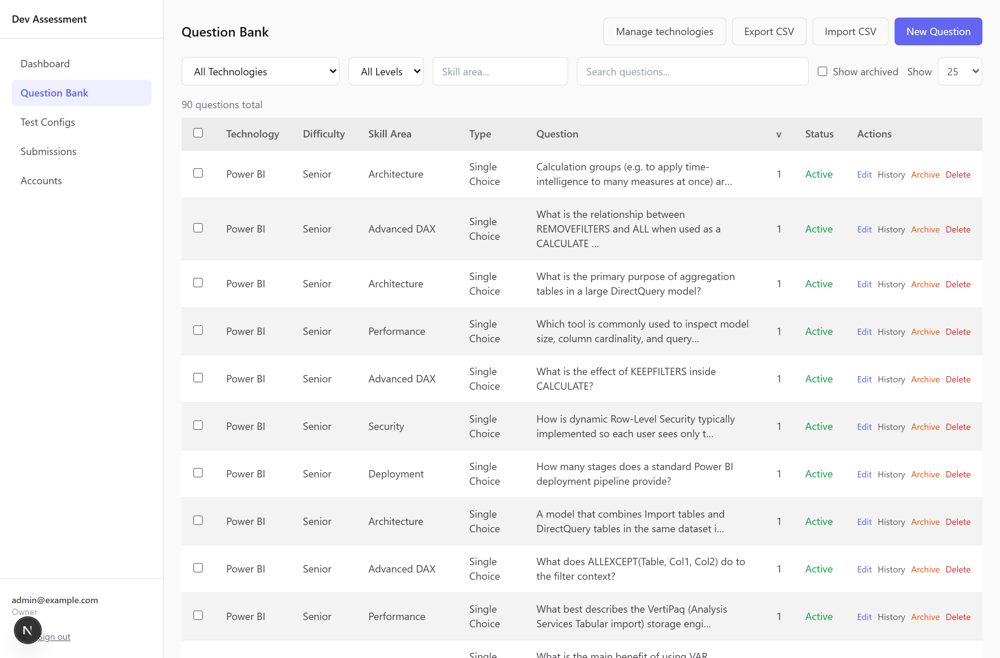 Dev Assessment
Dashboard
Question Bank
Test Configs
Submissions
Accounts
admin@example.com
Owner
N
Sign out
Question Bank
Manage technologies
Export CSV
Import CSV
New Question
All Technologies
All Levels
Skill area...
Search questions...
Show archived
Show
25
90 questions total
Technology Difficulty Skill Area Type Question v Status Actions
Power BI Senior Architecture Single Choice Calculation groups (e.g. to apply time-
intelligence to many measures at once) ar... 1 Active Edit History Archive Delete
Power BI Senior Advanced DAX Single Choice What is the relationship between
REMOVEFILTERS and ALL when used as a
CALCULATE ... 1 Active Edit History Archive Delete
Power BI Senior Architecture Single Choice What is the primary purpose of aggregation
tables in a large DirectQuery model? 1 Active Edit History Archive Delete
Power BI Senior Performance Single Choice Which tool is commonly used to inspect model
size, column cardinality, and query... 1 Active Edit History Archive Delete
Power BI Senior Advanced DAX Single Choice What is the effect of KEEPFILTERS inside
CALCULATE? 1 Active Edit History Archive Delete
Power BI Senior Security Single Choice How is dynamic Row-Level Security typically
implemented so each user sees only t... 1 Active Edit History Archive Delete
Power BI Senior Deployment Single Choice How many stages does a standard Power BI
deployment pipeline provide? 1 Active Edit History Archive Delete
Power BI Senior Architecture Single Choice A model that combines Import tables and
DirectQuery tables in the same dataset i... 1 Active Edit History Archive Delete
Power BI Senior Advanced DAX Single Choice What does ALLEXCEPT(Table, Col1, Col2) do to
the filter context? 1 Active Edit History Archive Delete
Power BI Senior Performance Single Choice What best describes the VertiPaq (Analysis
Services Tabular import) storage engi... 1 Active Edit History Archive Delete
Single What is the main benefit of using VAR